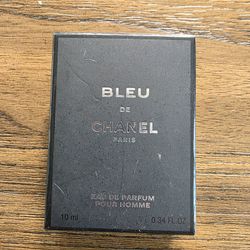 BLEU
DE
CHANEL
PARIS
EAU DE PARFUM
POUR HOMME
10 ml 0.34 FL.OZ